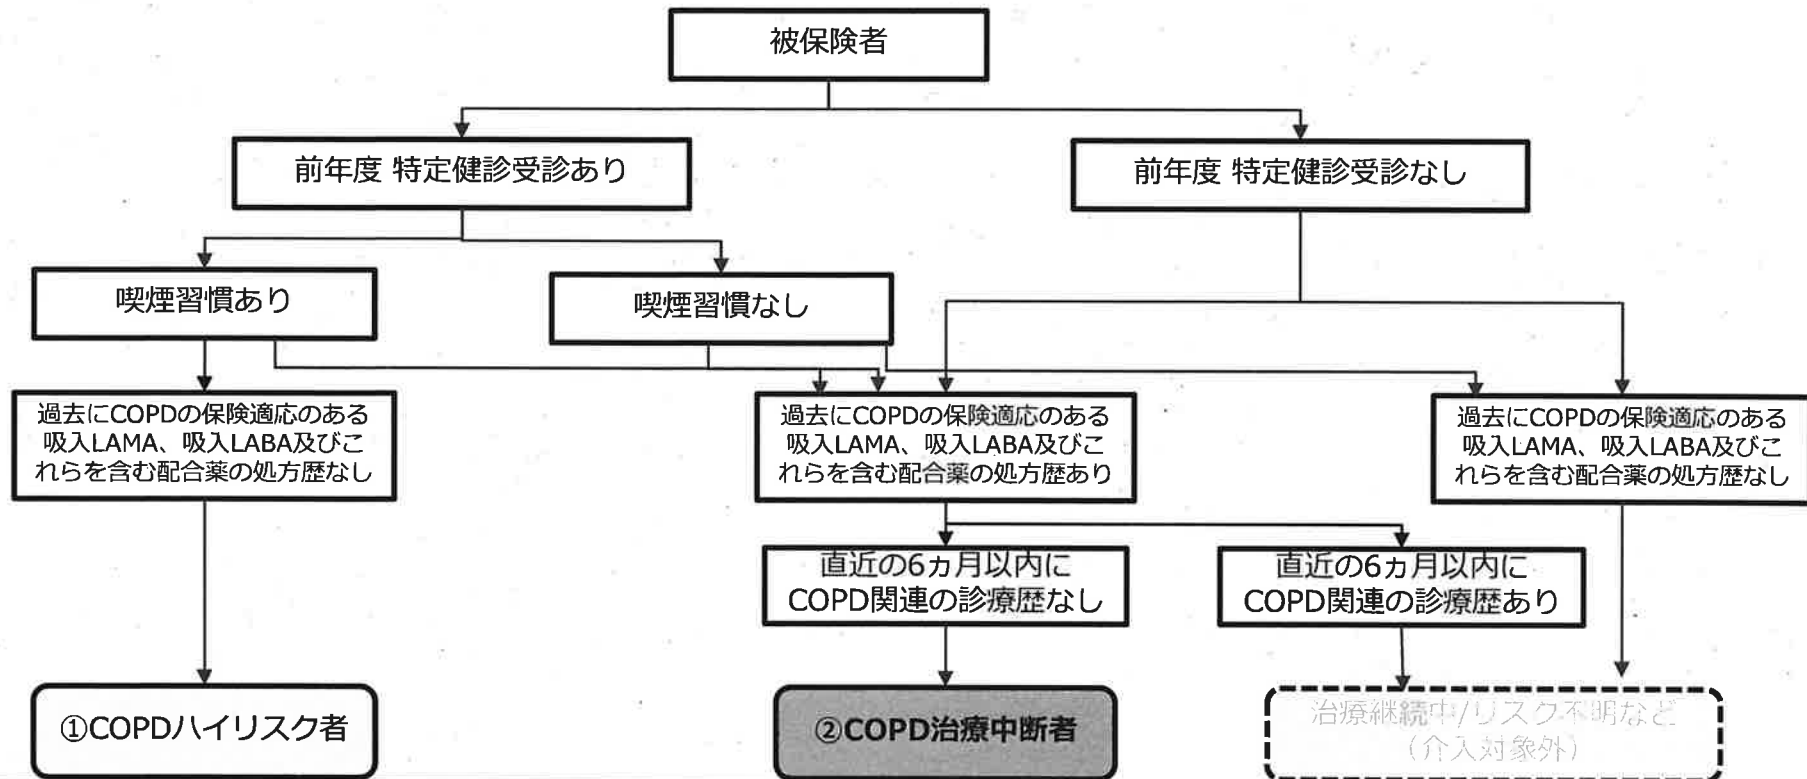 被保険者
前年度 特定健診受診あり
前年度 特定健診受診なし
喫煙習慣あり
喫煙習慣なし
過去にCOPDの保険適応のある
吸入LAMA、吸入LABA及びこ
れらを含む配合薬の処方歴なし
過去にCOPDの保険適応のある
吸入LAMA、吸入LABA及びこ
れらを含む配合薬の処方歴あり
過去にCOPDの保険適応のある
吸入LAMA、吸入LABA及びこ
れらを含む配合薬の処方歴なし
直近の6ヵ月以内に
COPD関連の診療歴なし
直近の6ヵ月以内に
COPD関連の診療歴あり
①COPDハイリスク者
②COPD治療中断者
治療継続中/リスク不明など
（介入対象外）